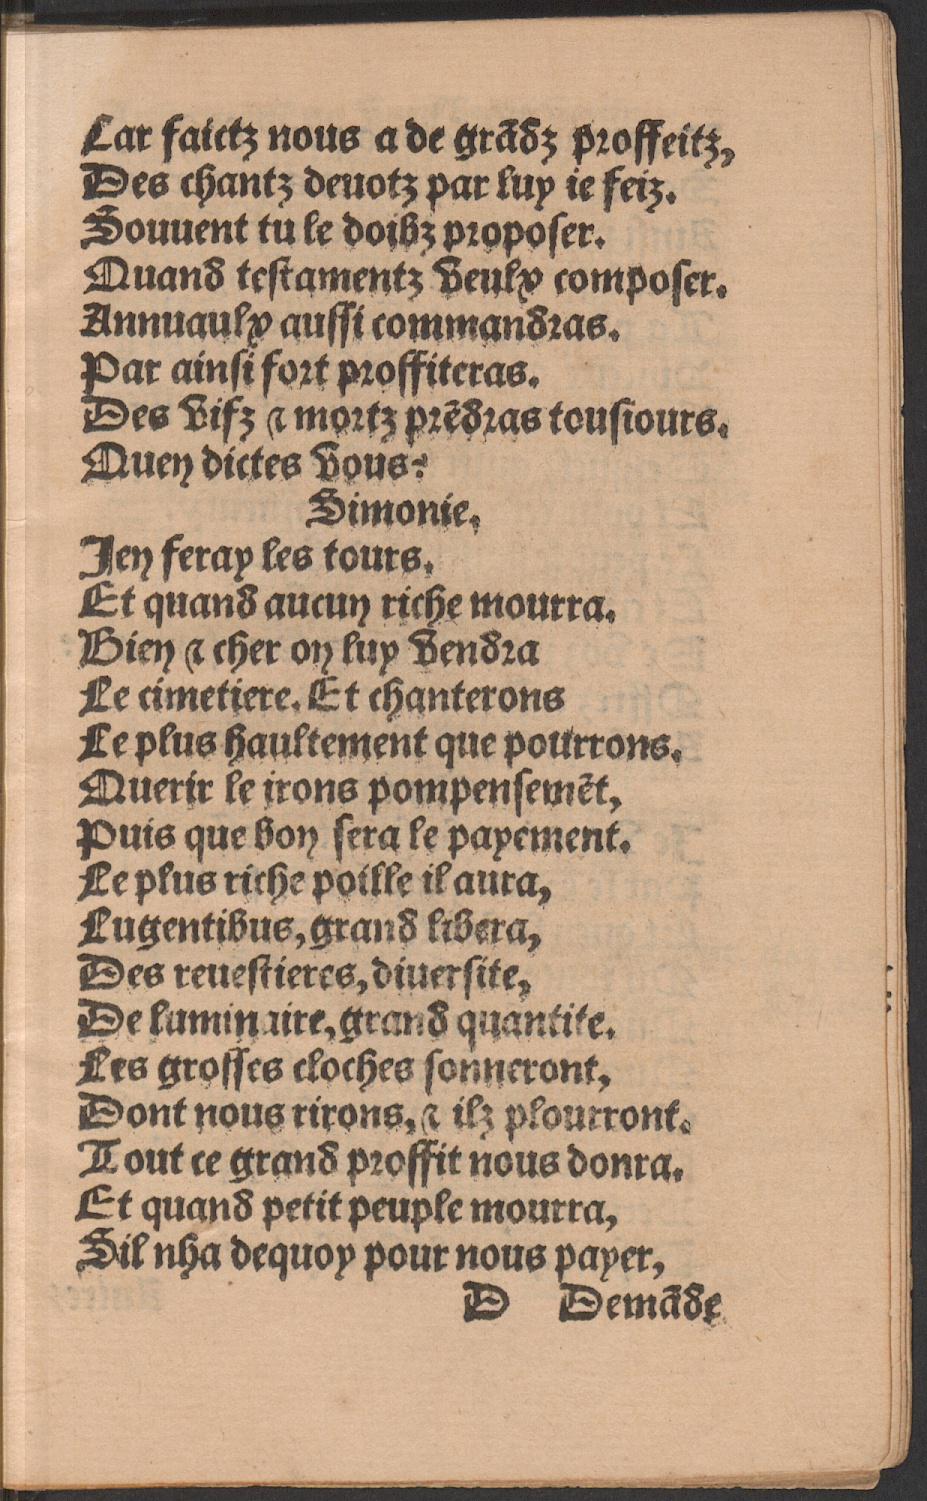 Car faictz nous a de grãdz proffeitz,
Des chantz deuotz par luy ie feiz.
Souuent tu le doibz proposer.
Quand testamentz veulx composer.
Annuaulx aussi commandras.
Par ainsi fort proffiteras.
Des vifz & mortz prẽdras tousiours.
Quen dictes vous?
Simonie.
Jen feray les tours.
Et quand aucun riche mourra.
Bien & cher on luy vendra
Le cimetiere. Et chanterons
Le plus haultement que pourrons.
Querir le irons pompensemẽt,
Puis que bon sera le payement.
Le plus riche poille il aura,
Lugentibus, grand libera,
Des reuestieres, diuersite,
De luminaire, grand quantite.
Les grosses cloches sonneront,
Dont nous rirons, & ilz plourront.
Tout ce grand proffit nous donra.
Et quand petit peuple mourra,
Sil nha dequoy pour nous payer,
D Demãde